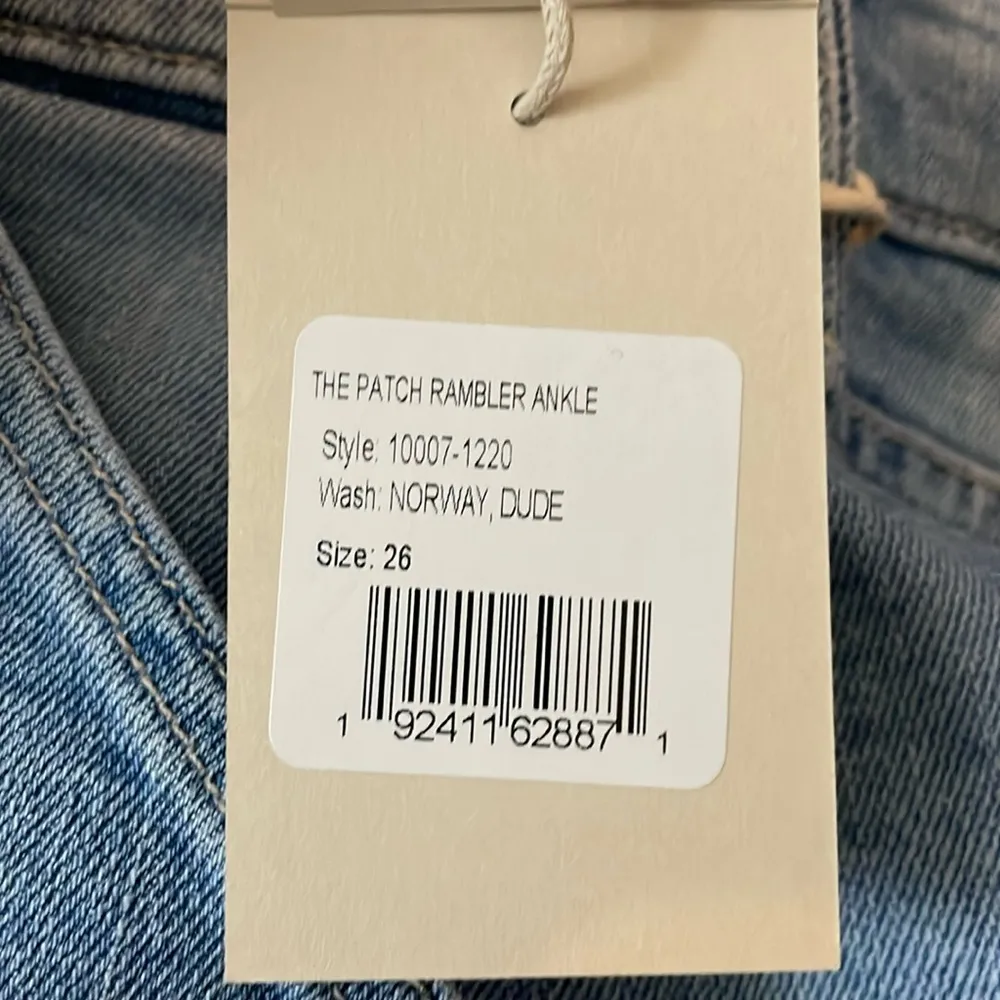 THE PATCH RAMBLER ANKLE
Style: 10007-1220
Wash: NORWAY, DUDE
Size: 26
1 92411 62887 1